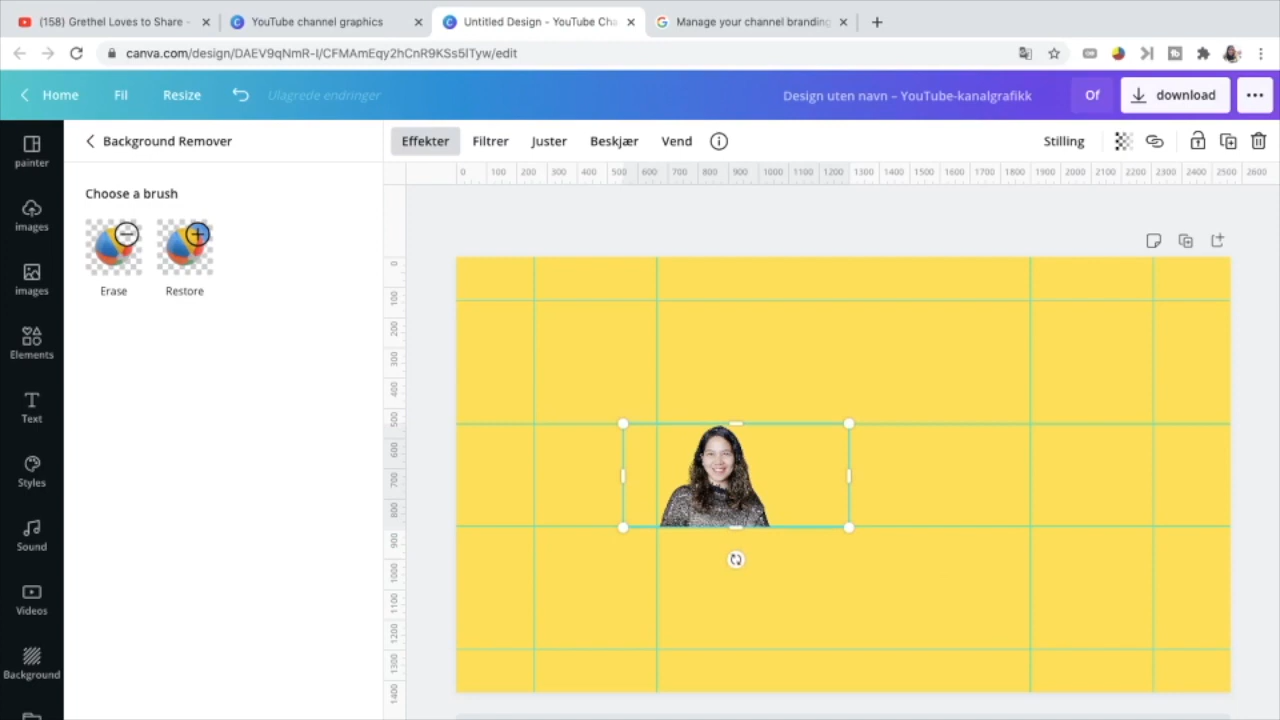 (158) Grethel Loves to Share -
YouTube channel graphics
Untitled Design - YouTube Cha
Manage your channel branding
canva.com/design/DAEV9qNmR-I/CFMAmEqy2hCnR9KSs5ITyw/edit
Home
Fil
Resize
Ulagrede endringer
Design uten navn – YouTube-kanalgrafikk
Of
download
painter
images
images
Elements
Text
Styles
Sound
Videos
Background
Background Remover
Choose a brush
Erase
Restore
Effekter
Filtrer
Juster
Beskjær
Vend
Stilling
0 100 200 300 400 500 600 700 800 900 1000 1100 1200 1300 1400 1500 1600 1700 1800 1900 2000 2100 2200 2300 2400 2500 2600
0
100
200
300
400
500
600
700
800
900
1000
1100
1200
1300
1400